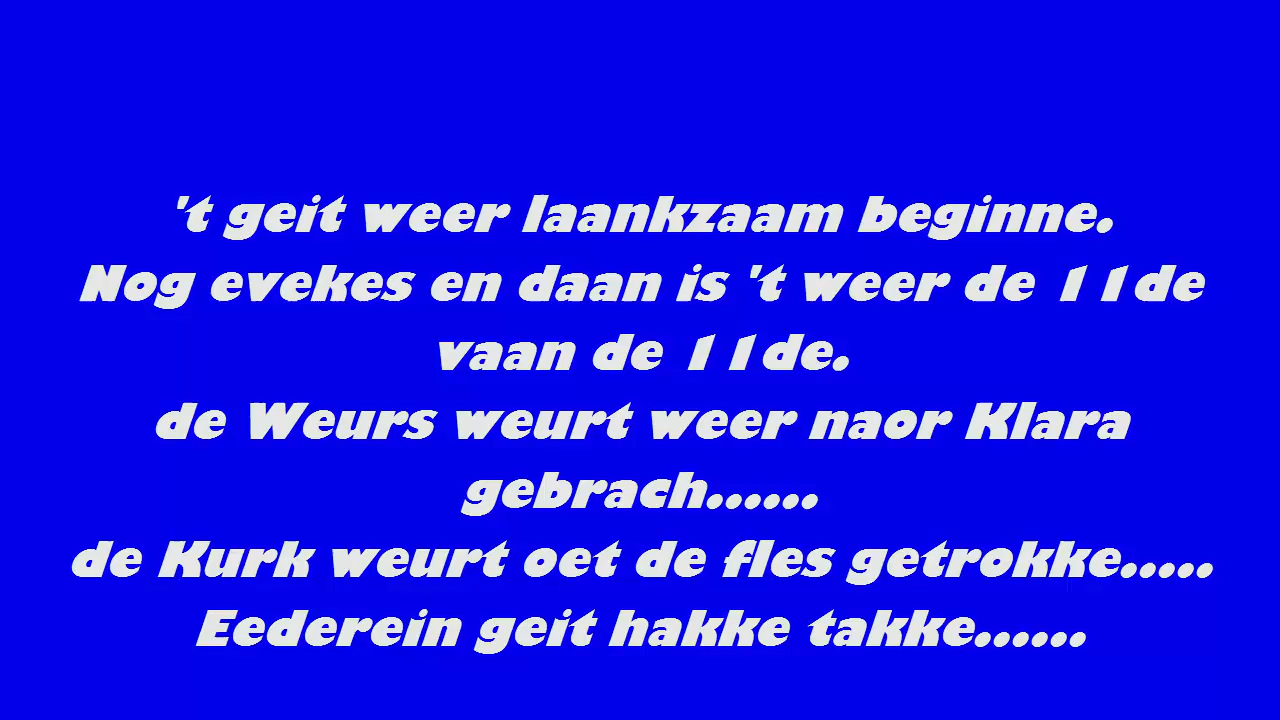 't geit weer laankzaam beginne.
Nog evekes en daan is 't weer de 11de
vaan de 11de.
de Weurs weurt weer naor Klara
gebrach......
de Kurk weurt oet de fles getrokke.....
Eederein geit hakke takke......